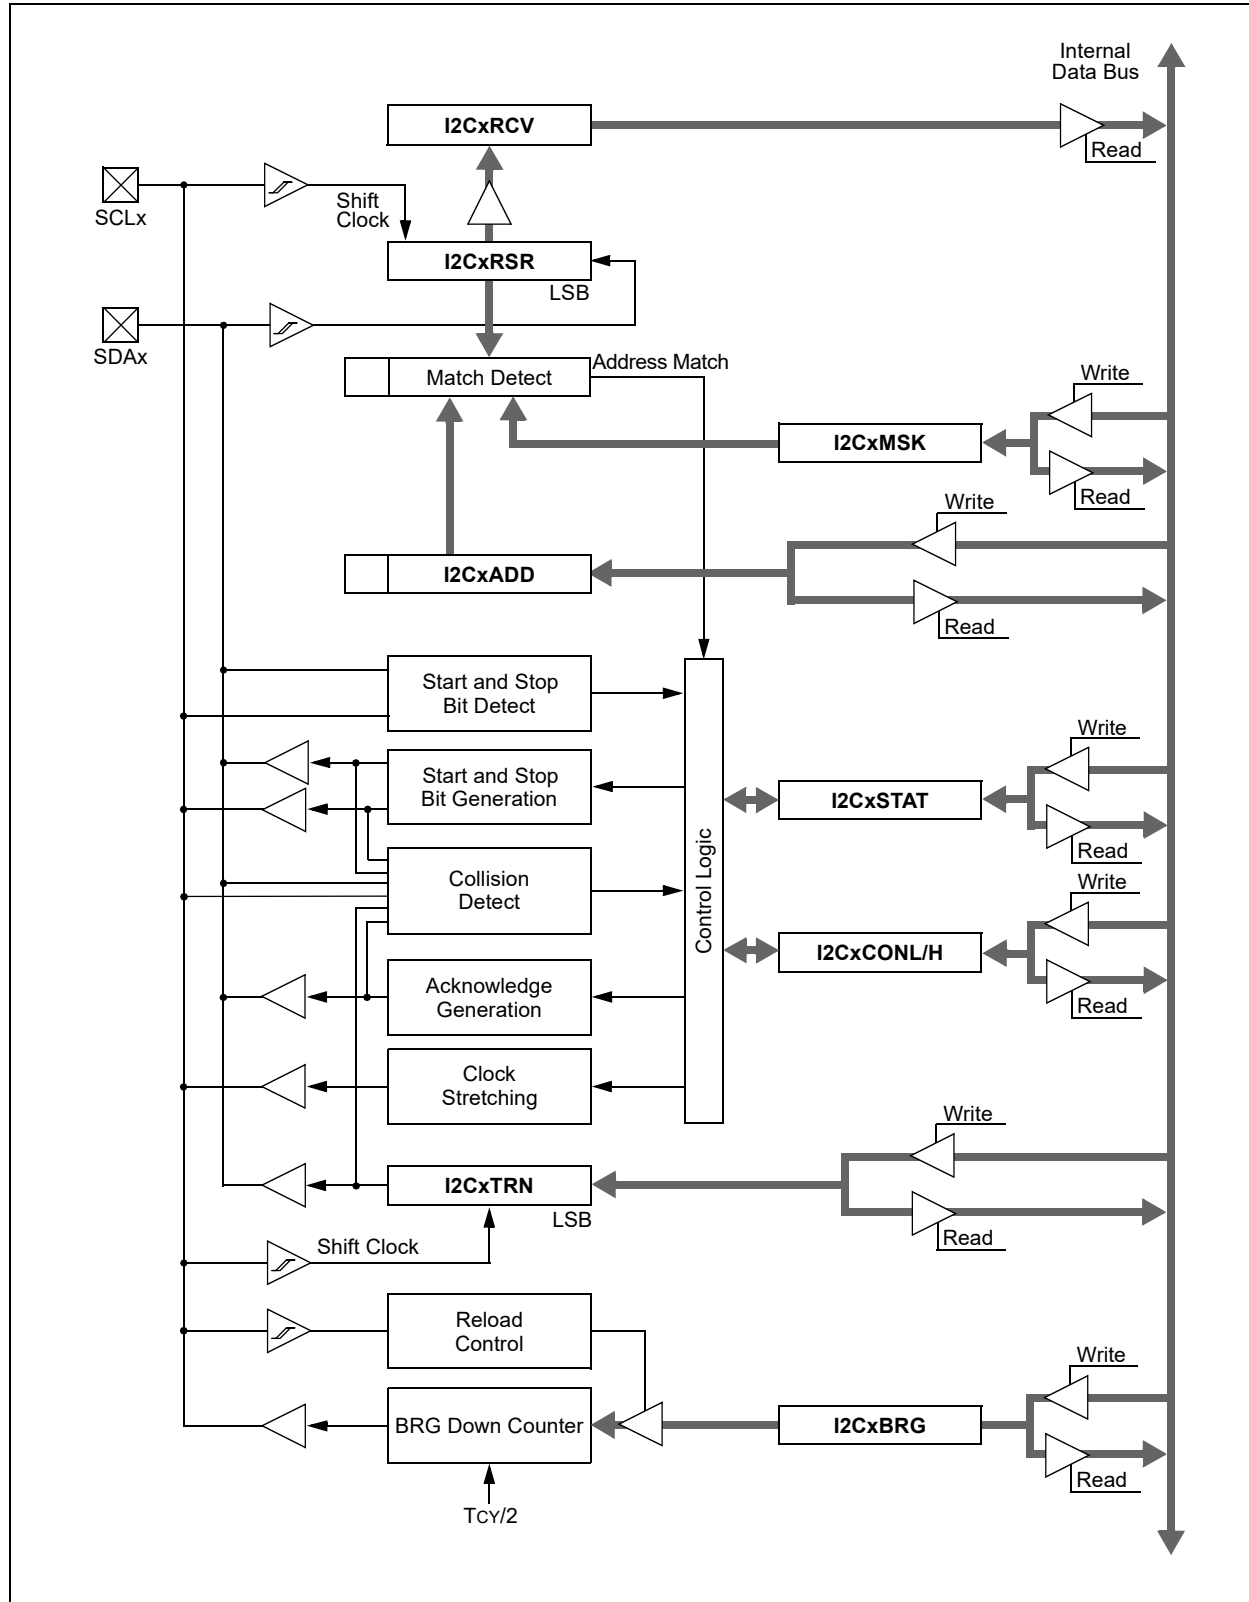 Internal
Data Bus
I2CxRCV
Read
SCLx
Shift
Clock
I2CxRSR
LSB
SDAx
Match Detect
Address Match
Write
I2CxMSK
Read
Write
I2CxADD
Read
Start and Stop
Bit Detect
Write
Start and Stop
Bit Generation
I2CxSTAT
Read
Control Logic
Collision
Detect
Write
I2CxCONL/H
Read
Acknowledge
Generation
Clock
Stretching
Write
I2CxTRN
LSB
Read
Shift Clock
Reload
Control
Write
BRG Down Counter
I2CxBRG
Read
TCY/2